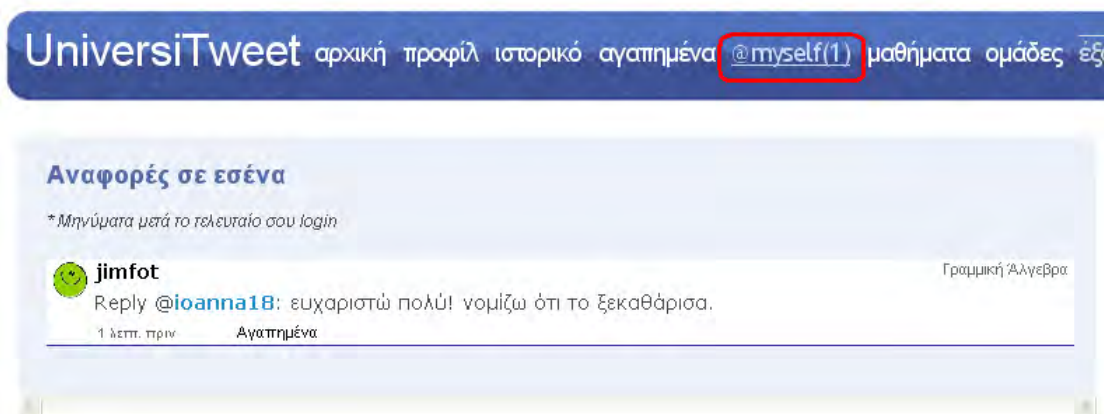 UniversiTweet αρχική προφίλ ιστορικό αγαπημένα @myself(1) μαθήματα ομάδες
Αναφορές σε εσένα
*Μηνύματα μετά το τελευταίο σου login
jimfot Γραμμική Άλγεβρα
Reply @ioanna18: ευχαριστώ πολύ! νομίζω ότι το ξεκαθάρισα.
1 λεπτ. πριν Αγαπημένα